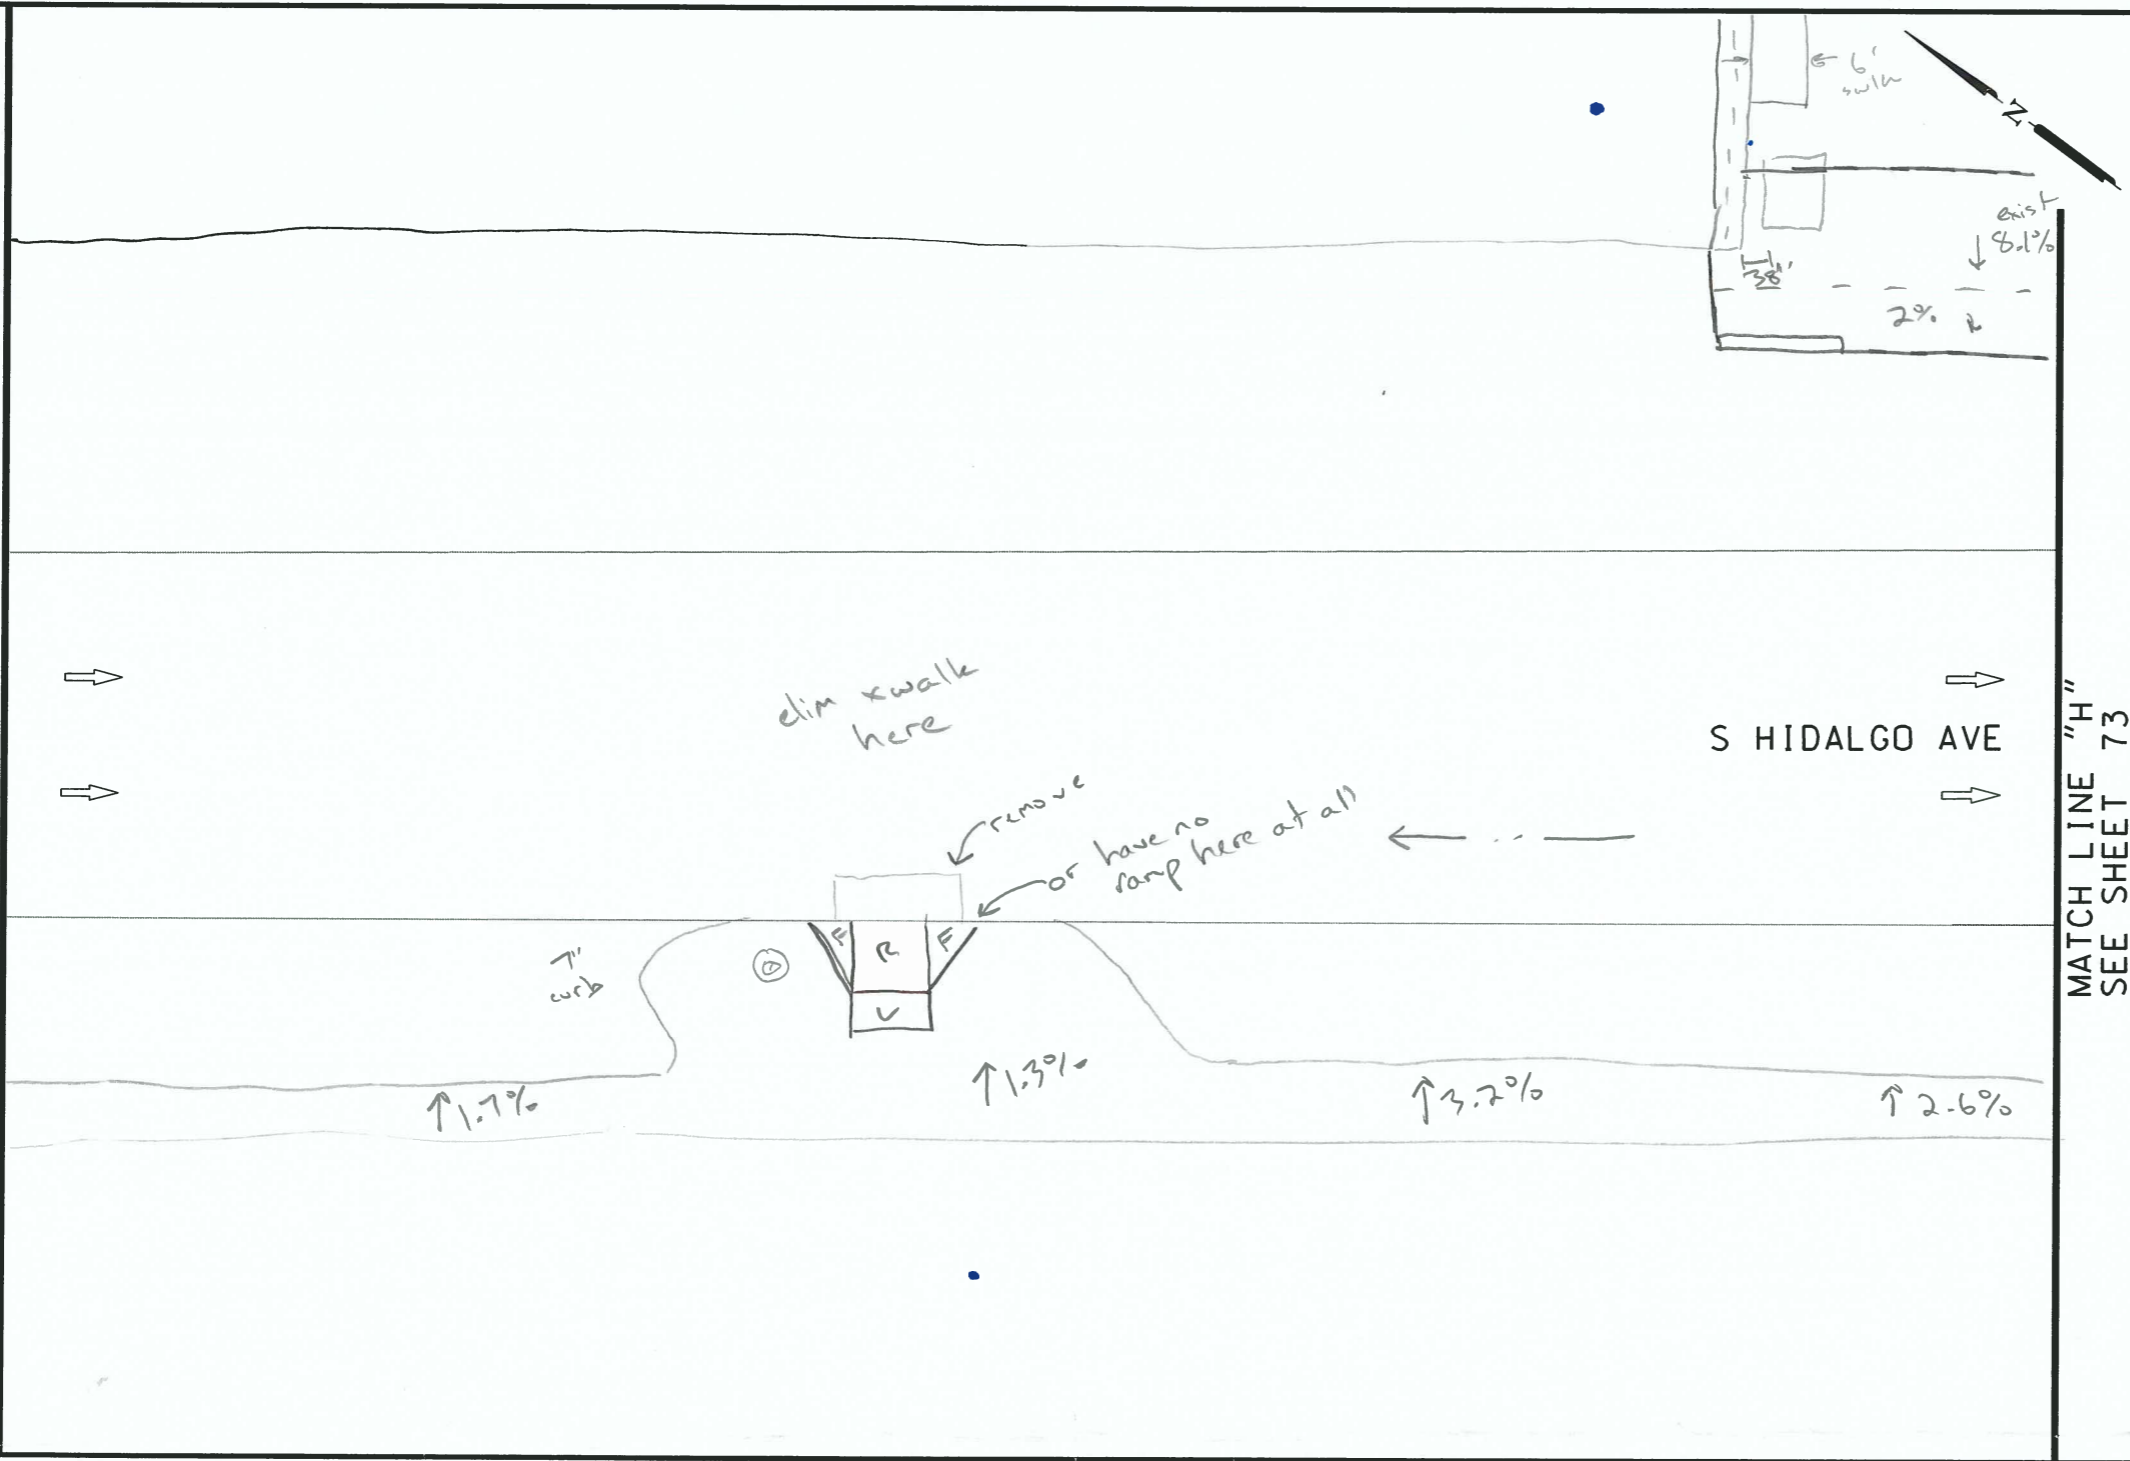 6'
N
exist
8.1%
38"
2%
elim xwalk
here
S HIDALGO AVE
MATCH LINE "H"
SEE SHEET 73
remove
or have no
ramp here at all
7"
curb
F
R
F
↑1.3%
↑1.7%
↑3.2%
↑2.6%